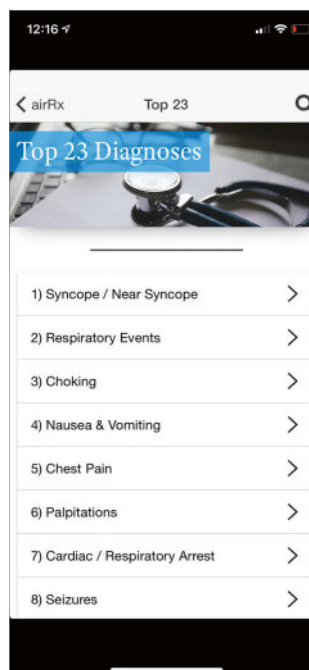 12:16
airRx
Top 23
Top 23 Diagnoses
1) Syncope / Near Syncope
2) Respiratory Events
3) Choking
4) Nausea & Vomiting
5) Chest Pain
6) Palpitations
7) Cardiac / Respiratory Arrest
8) Seizures